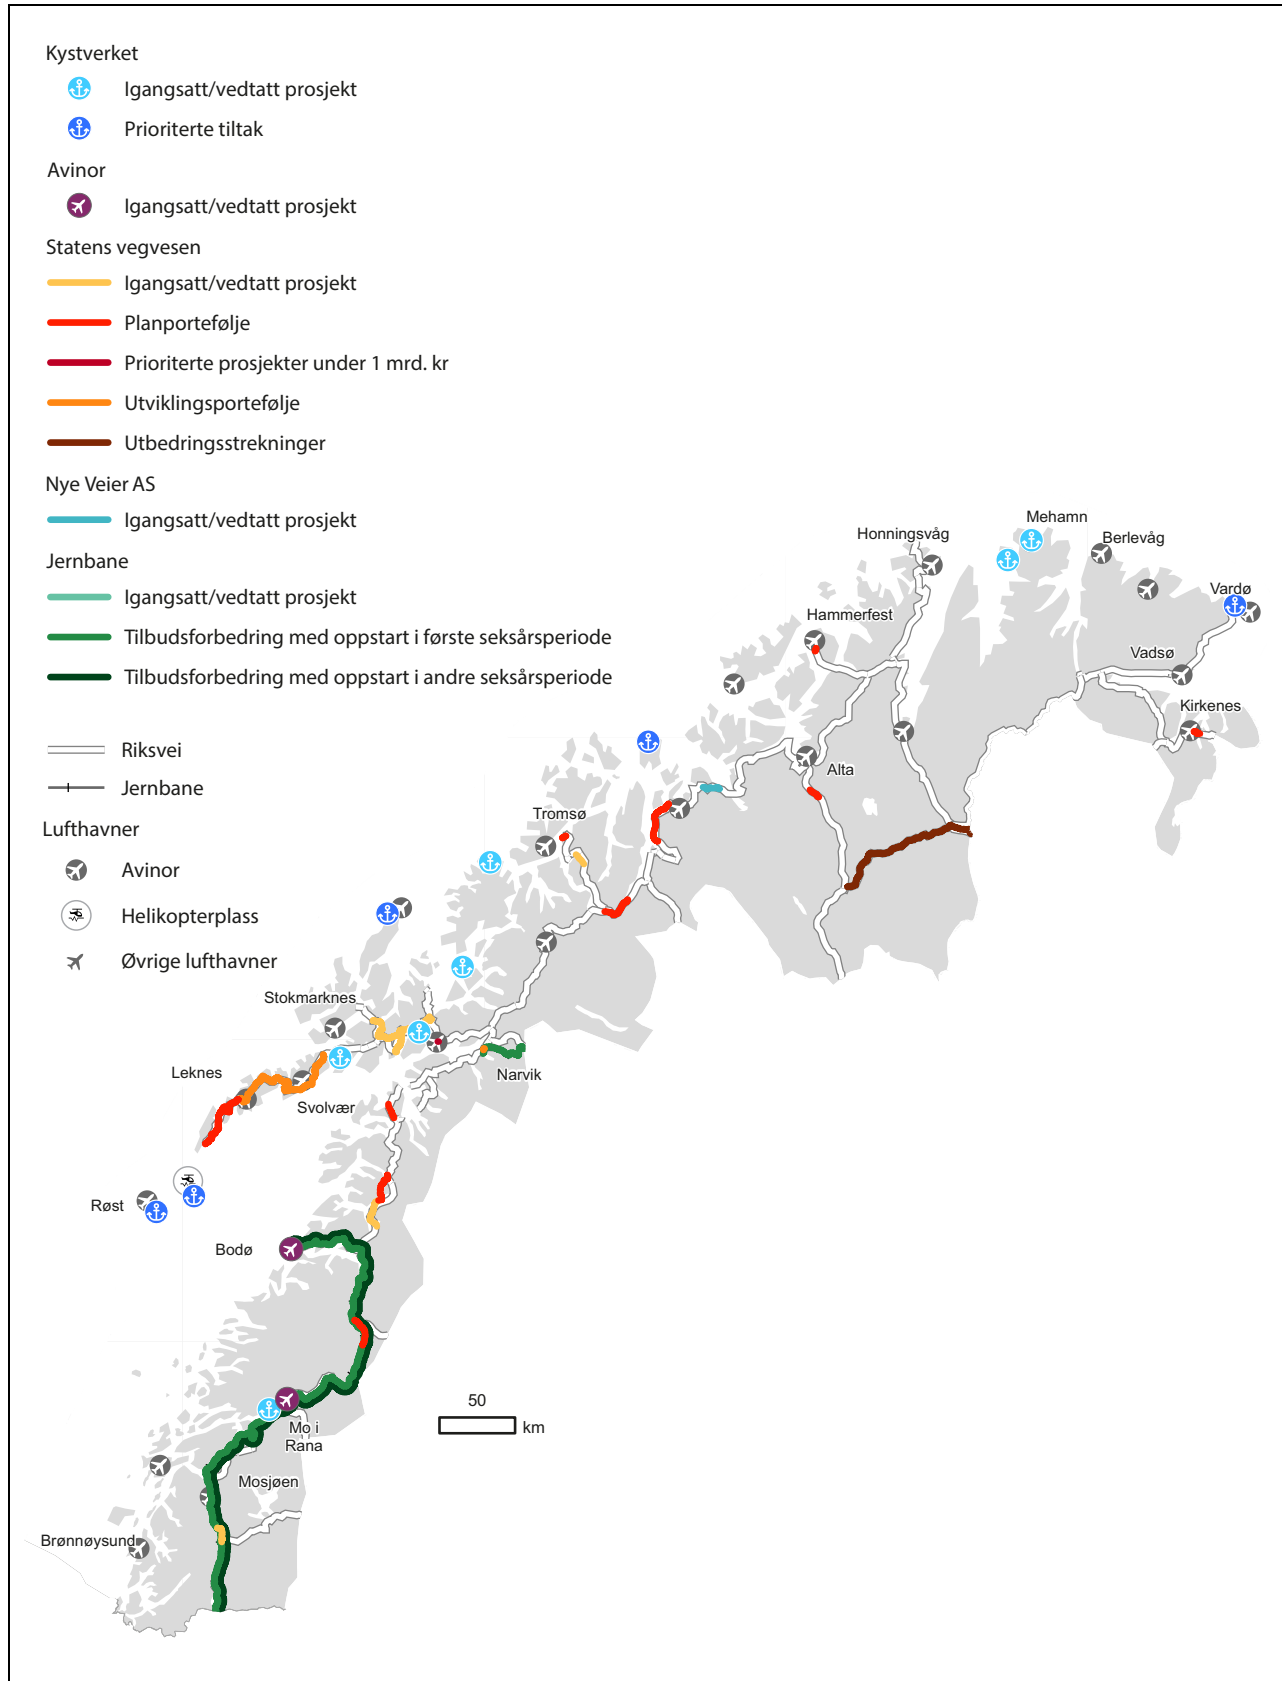 Kystverket
Igangsatt/vedtatt prosjekt
Prioriterte tiltak
Avinor
Igangsatt/vedtatt prosjekt
Statens vegvesen
Igangsatt/vedtatt prosjekt
Planportefølje
Prioriterte prosjekter under 1 mrd. kr
Utviklingsportefølje
Utbedringsstrekninger
Nye Veier AS
Igangsatt/vedtatt prosjekt
Jernbane
Igangsatt/vedtatt prosjekt
Tilbudsforbedring med oppstart i første seksårsperiode
Tilbudsforbedring med oppstart i andre seksårsperiode
Riksvei
Jernbane
Lufthavner
Avinor
Helikopterplass
Øvrige lufthavner
Mehamn
Honningsvåg
Berlevåg
Vardø
Hammerfest
Vadsø
Kirkenes
Alta
Tromsø
Stokmarknes
Leknes
Narvik
Svolvær
Røst
Bodø
50
km
Mo i
Rana
Mosjøen
Brønnøysund